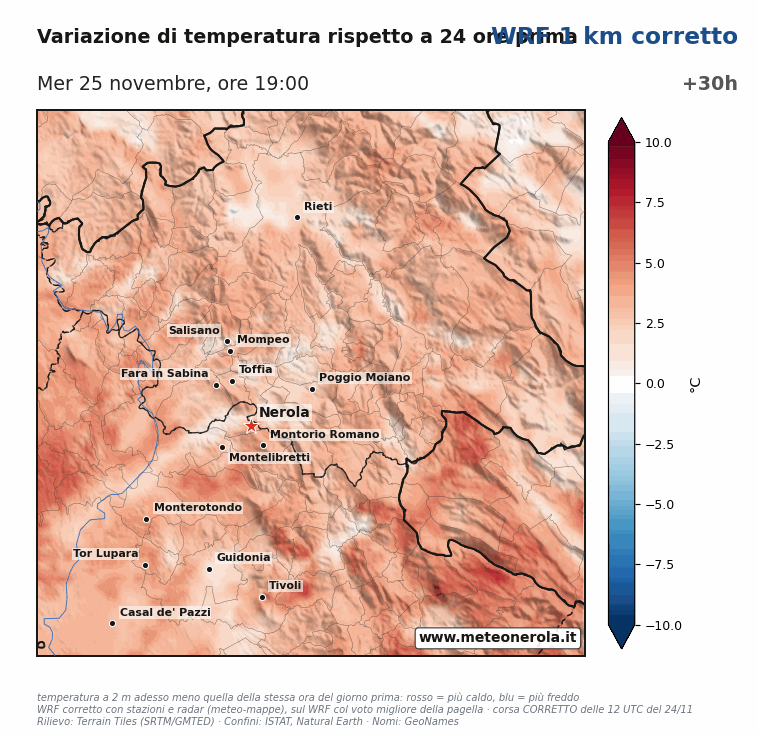 Variazione di temperatura rispetto a 24 ore prima
WRF 1 km corretto
Mer 25 novembre, ore 19:00
+30h
Rieti
Salisano
Mompeo
Toffia
Fara in Sabina
Poggio Moiano
Nerola
Montorio Romano
Montelibretti
Monterotondo
Tor Lupara
Guidonia
Tivoli
Casal de' Pazzi
www.meteonerola.it
10.0
7.5
5.0
2.5
0.0
−2.5
−5.0
−7.5
−10.0
°C
temperatura a 2 m adesso meno quella della stessa ora del giorno prima: rosso = più caldo, blu = più freddo
WRF corretto con stazioni e radar (meteo-mappe), sul WRF col voto migliore della pagella · corsa CORRETTO delle 12 UTC del 24/11
Rilievo: Terrain Tiles (SRTM/GMTED) · Confini: ISTAT, Natural Earth · Nomi: GeoNames